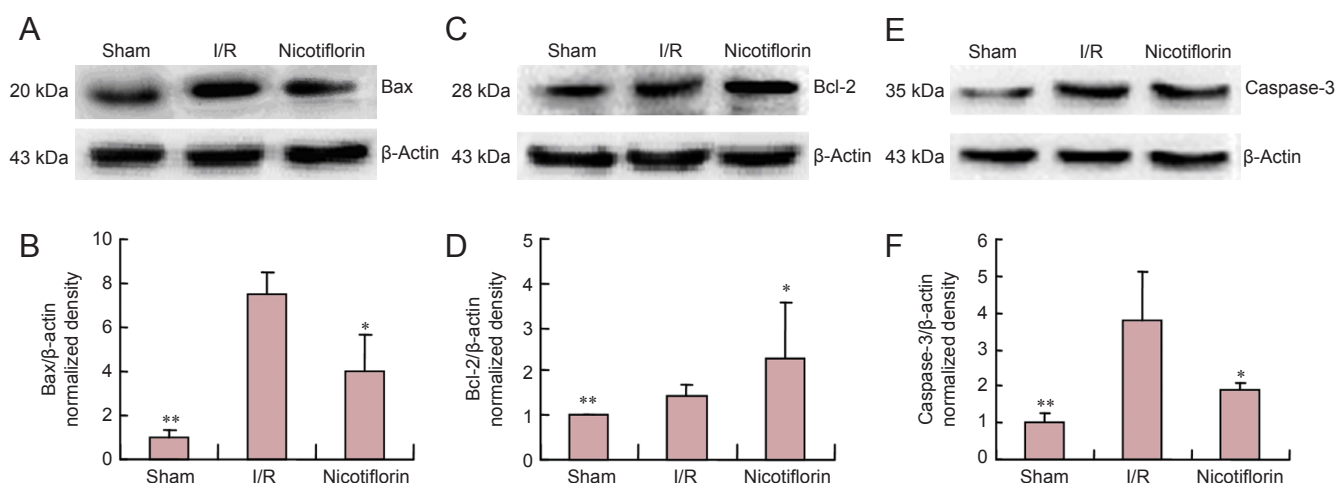 A
Sham I/R Nicotiflorin
20 kDa Bax
43 kDa β-Actin
C
Sham I/R Nicotiflorin
28 kDa Bcl-2
43 kDa β-Actin
E
Sham I/R Nicotiflorin
35 kDa Caspase-3
43 kDa β-Actin
B
Bax/β-actin
normalized density
10
8
6
4
2
0
**
*
Sham I/R Nicotiflorin
D
Bcl-2/β-actin
normalized density
5
4
3
2
1
0
**
*
Sham I/R Nicotiflorin
F
Caspase-3/β-actin
normalized density
6
5
4
3
2
1
0
**
*
Sham I/R Nicotiflorin